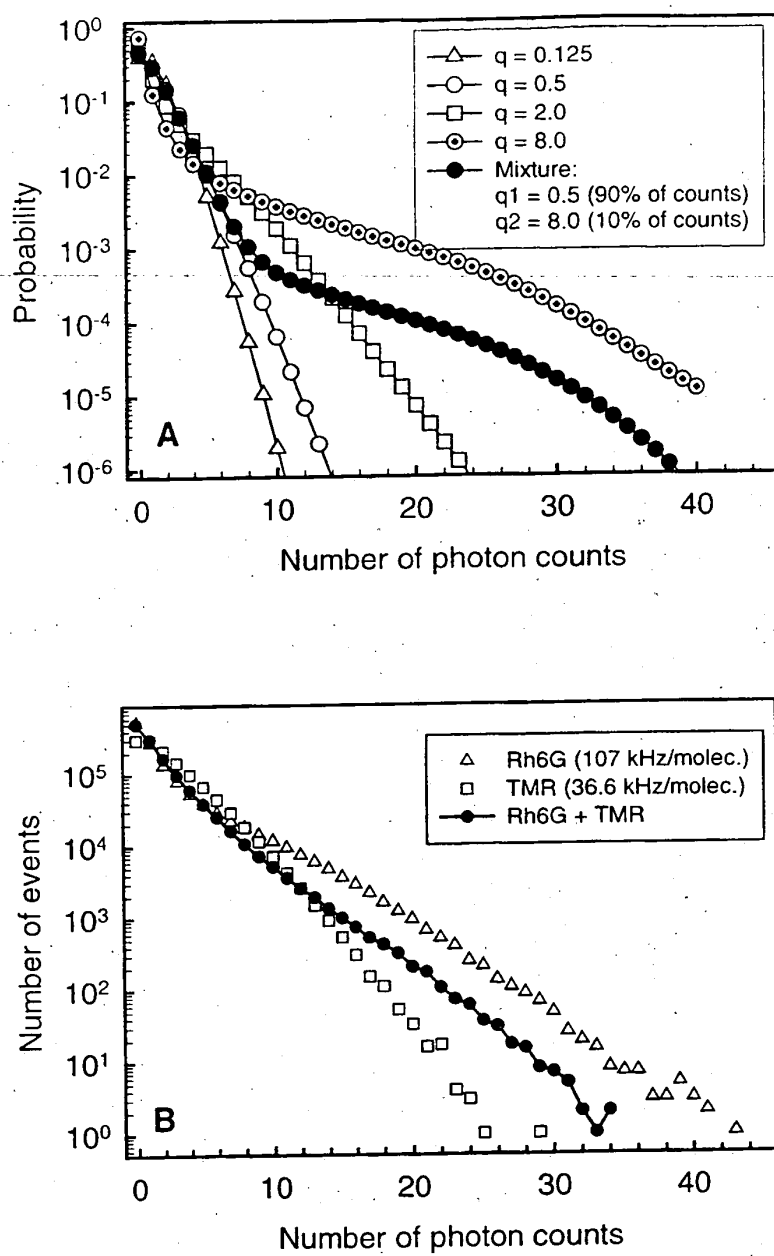 10^0
10^-1
10^-2
10^-3
10^-4
10^-5
10^-6
Probability
q = 0.125
q = 0.5
q = 2.0
q = 8.0
Mixture:
q1 = 0.5 (90% of counts)
q2 = 8.0 (10% of counts)
A
0 10 20 30 40
Number of photon counts
10^5
10^4
10^3
10^2
10^1
10^0
Number of events
Rh6G (107 kHz/molec.)
TMR (36.6 kHz/molec.)
Rh6G + TMR
B
0 10 20 30 40
Number of photon counts